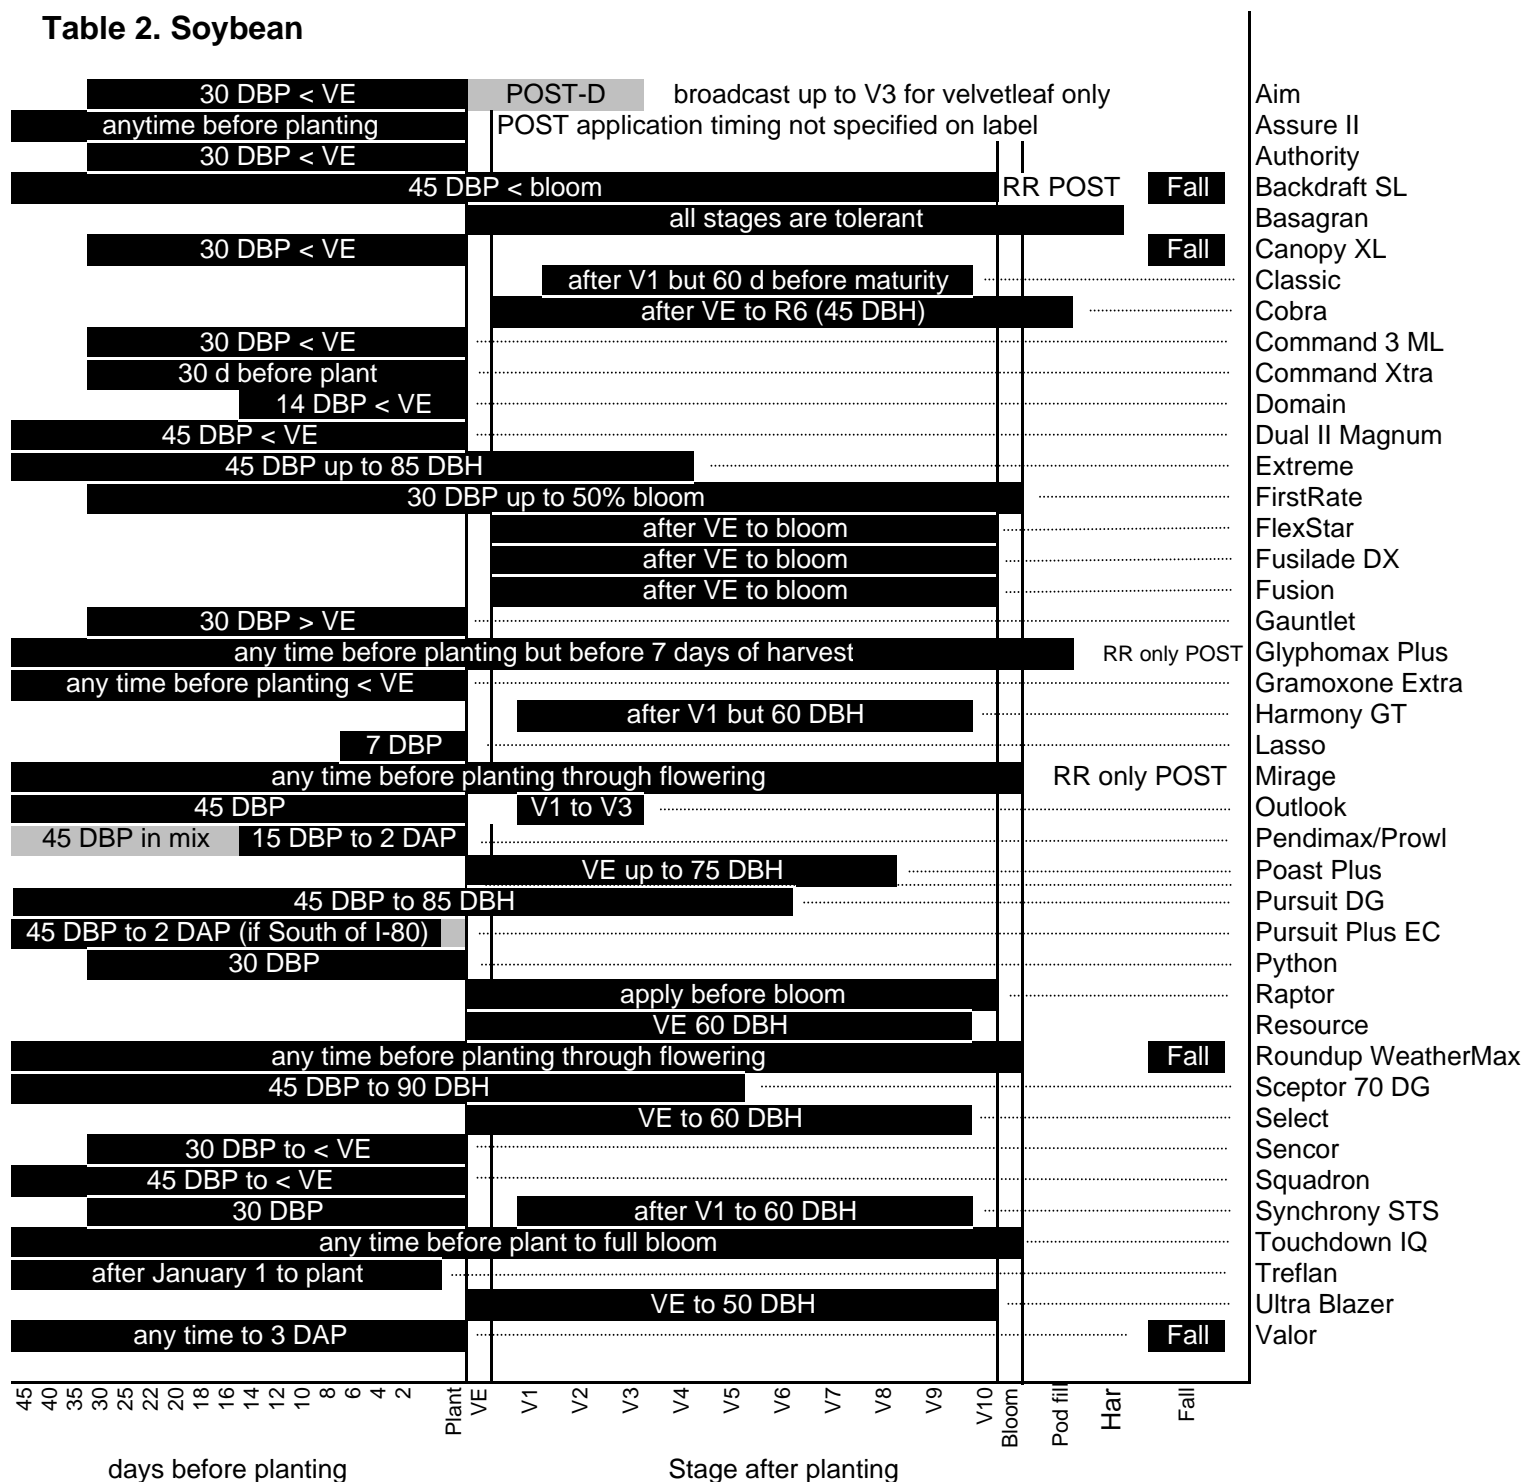 Table 2. Soybean
30 DBP < VE POST-D broadcast up to V3 for velvetleaf only Aim
anytime before planting POST application timing not specified on label Assure II
30 DBP < VE Authority
45 DBP < bloom RR POST Fall Backdraft SL
all stages are tolerant Basagran
30 DBP < VE Fall Canopy XL
after V1 but 60 d before maturity Classic
after VE to R6 (45 DBH) Cobra
30 DBP < VE Command 3 ML
30 d before plant Command Xtra
14 DBP < VE Domain
45 DBP < VE Dual II Magnum
45 DBP up to 85 DBH Extreme
30 DBP up to 50% bloom FirstRate
after VE to bloom FlexStar
after VE to bloom Fusilade DX
after VE to bloom Fusion
30 DBP > VE Gauntlet
any time before planting but before 7 days of harvest RR only POST Glyphomax Plus
any time before planting < VE Gramoxone Extra
after V1 but 60 DBH Harmony GT
7 DBP Lasso
any time before planting through flowering RR only POST Mirage
45 DBP V1 to V3 Outlook
45 DBP in mix 15 DBP to 2 DAP Pendimax/Prowl
VE up to 75 DBH Poast Plus
45 DBP to 85 DBH Pursuit DG
45 DBP to 2 DAP (if South of I-80) Pursuit Plus EC
30 DBP Python
apply before bloom Raptor
VE 60 DBH Resource
any time before planting through flowering Fall Roundup WeatherMax
45 DBP to 90 DBH Sceptor 70 DG
VE to 60 DBH Select
30 DBP to < VE Sencor
45 DBP to < VE Squadron
30 DBP after V1 to 60 DBH Synchrony STS
any time before plant to full bloom Touchdown IQ
after January 1 to plant Treflan
VE to 50 DBH Ultra Blazer
any time to 3 DAP Fall Valor
45 40 35 30 25 22 20 18 16 14 12 10 8 6 4 2 Plant VE V1 V2 V3 V4 V5 V6 V7 V8 V9 V10 Bloom Pod fill Har Fall
days before planting Stage after planting